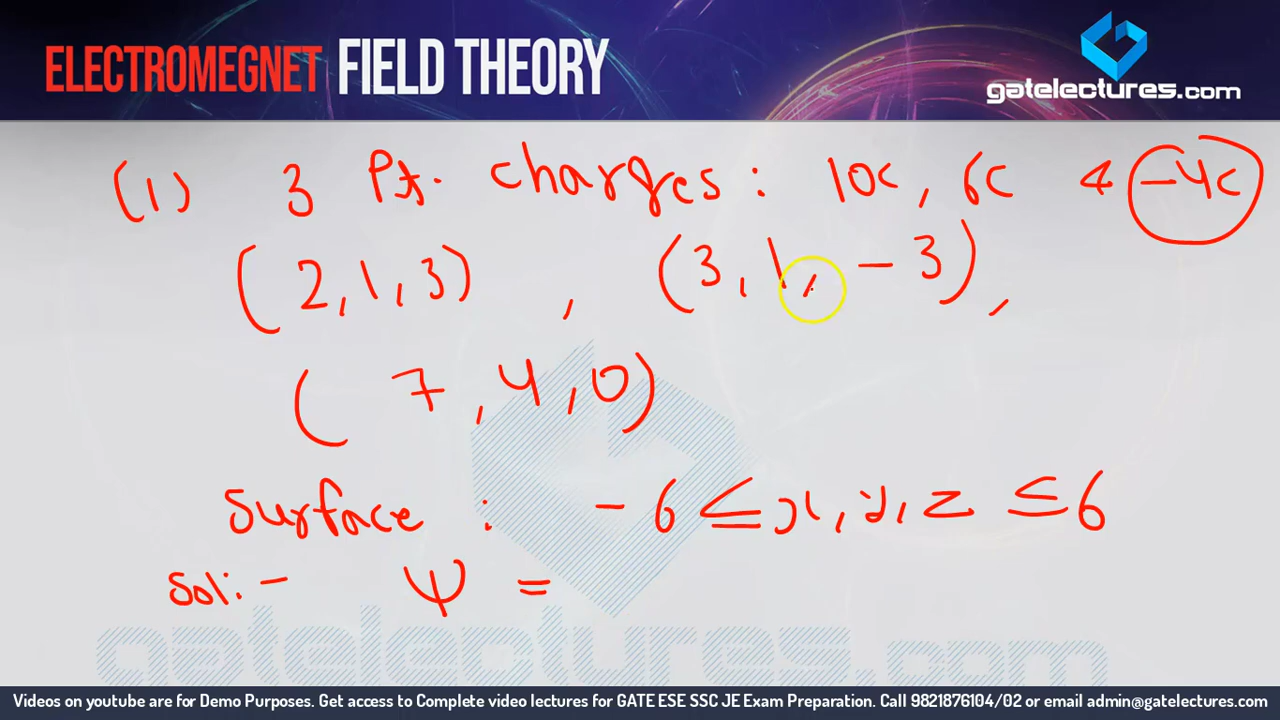 ELECTROMEGNET FIELD THEORY
gatelectures.com
(1) 3 Pt. charges : 10C, 6C & -4C
(2,1,3) , (3,1,-3),
(7,4,0)
surface : -6 ≤ x, y, z ≤ 6
Sol:- Ψ =
gatelectures.com
Videos on youtube are for Demo Purposes. Get access to Complete video lectures for GATE ESE SSC JE Exam Preparation. Call 9821876104/02 or email admin@gatelectures.com